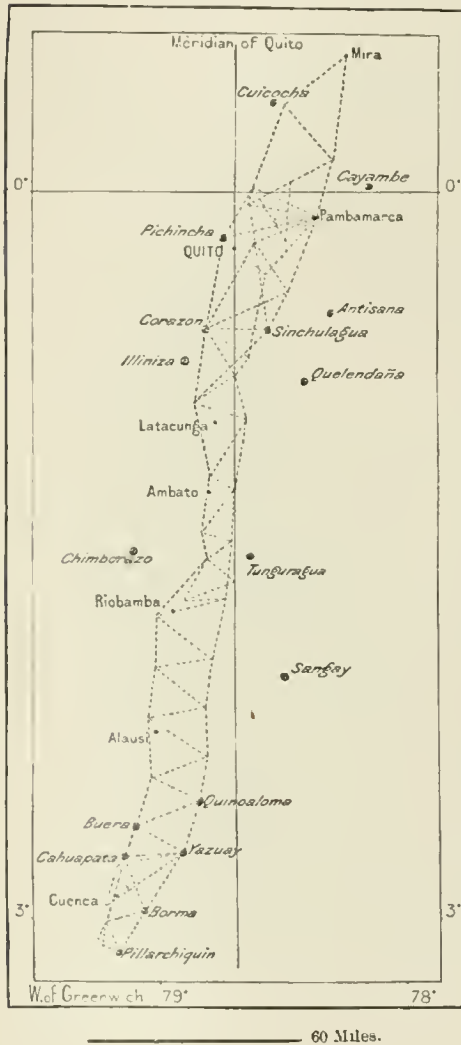 Meridian of Quito
Mira
Cuicocha
0°
Cayambe
0°
Pambamarca
Pichincha
QUITO
Antisana
Corazon
Sinchulagua
Illiniza
Quelendaña
Latacunga
Ambato
Chimborazo
Tunguragua
Riobamba
Sangay
Alausi
Quinoaloma
Buera
Cahuapata
Yazuay
Cuenca
3°
Borma
3°
Pillarchiquin
W. of Greenwich 79° 78°
60 Miles.